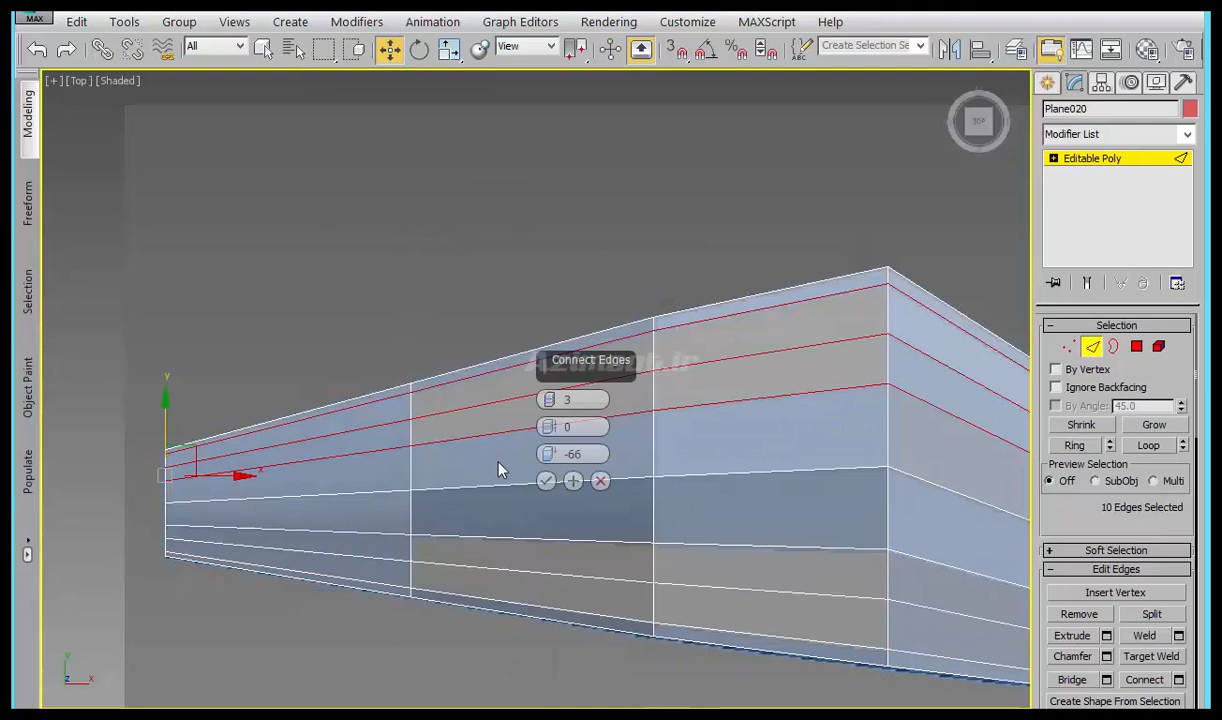 MAX
Edit Tools Group Views Create Modifiers Animation Graph Editors Rendering Customize MAXScript Help
All View 3 ABC Create Selection Se
[+] [Top] [Shaded]
TOP
Modeling
Freeform
Selection
Object Paint
Populate
y
x
y
z x
Connect Edges
3
0
-66
Plane020
Modifier List
Editable Poly
Selection
By Vertex
Ignore Backfacing
By Angle: 45.0
Shrink Grow
Ring Loop
Preview Selection
Off SubObj Multi
10 Edges Selected
Soft Selection
Edit Edges
Insert Vertex
Remove Split
Extrude Weld
Chamfer Target Weld
Bridge Connect
Create Shape From Selection